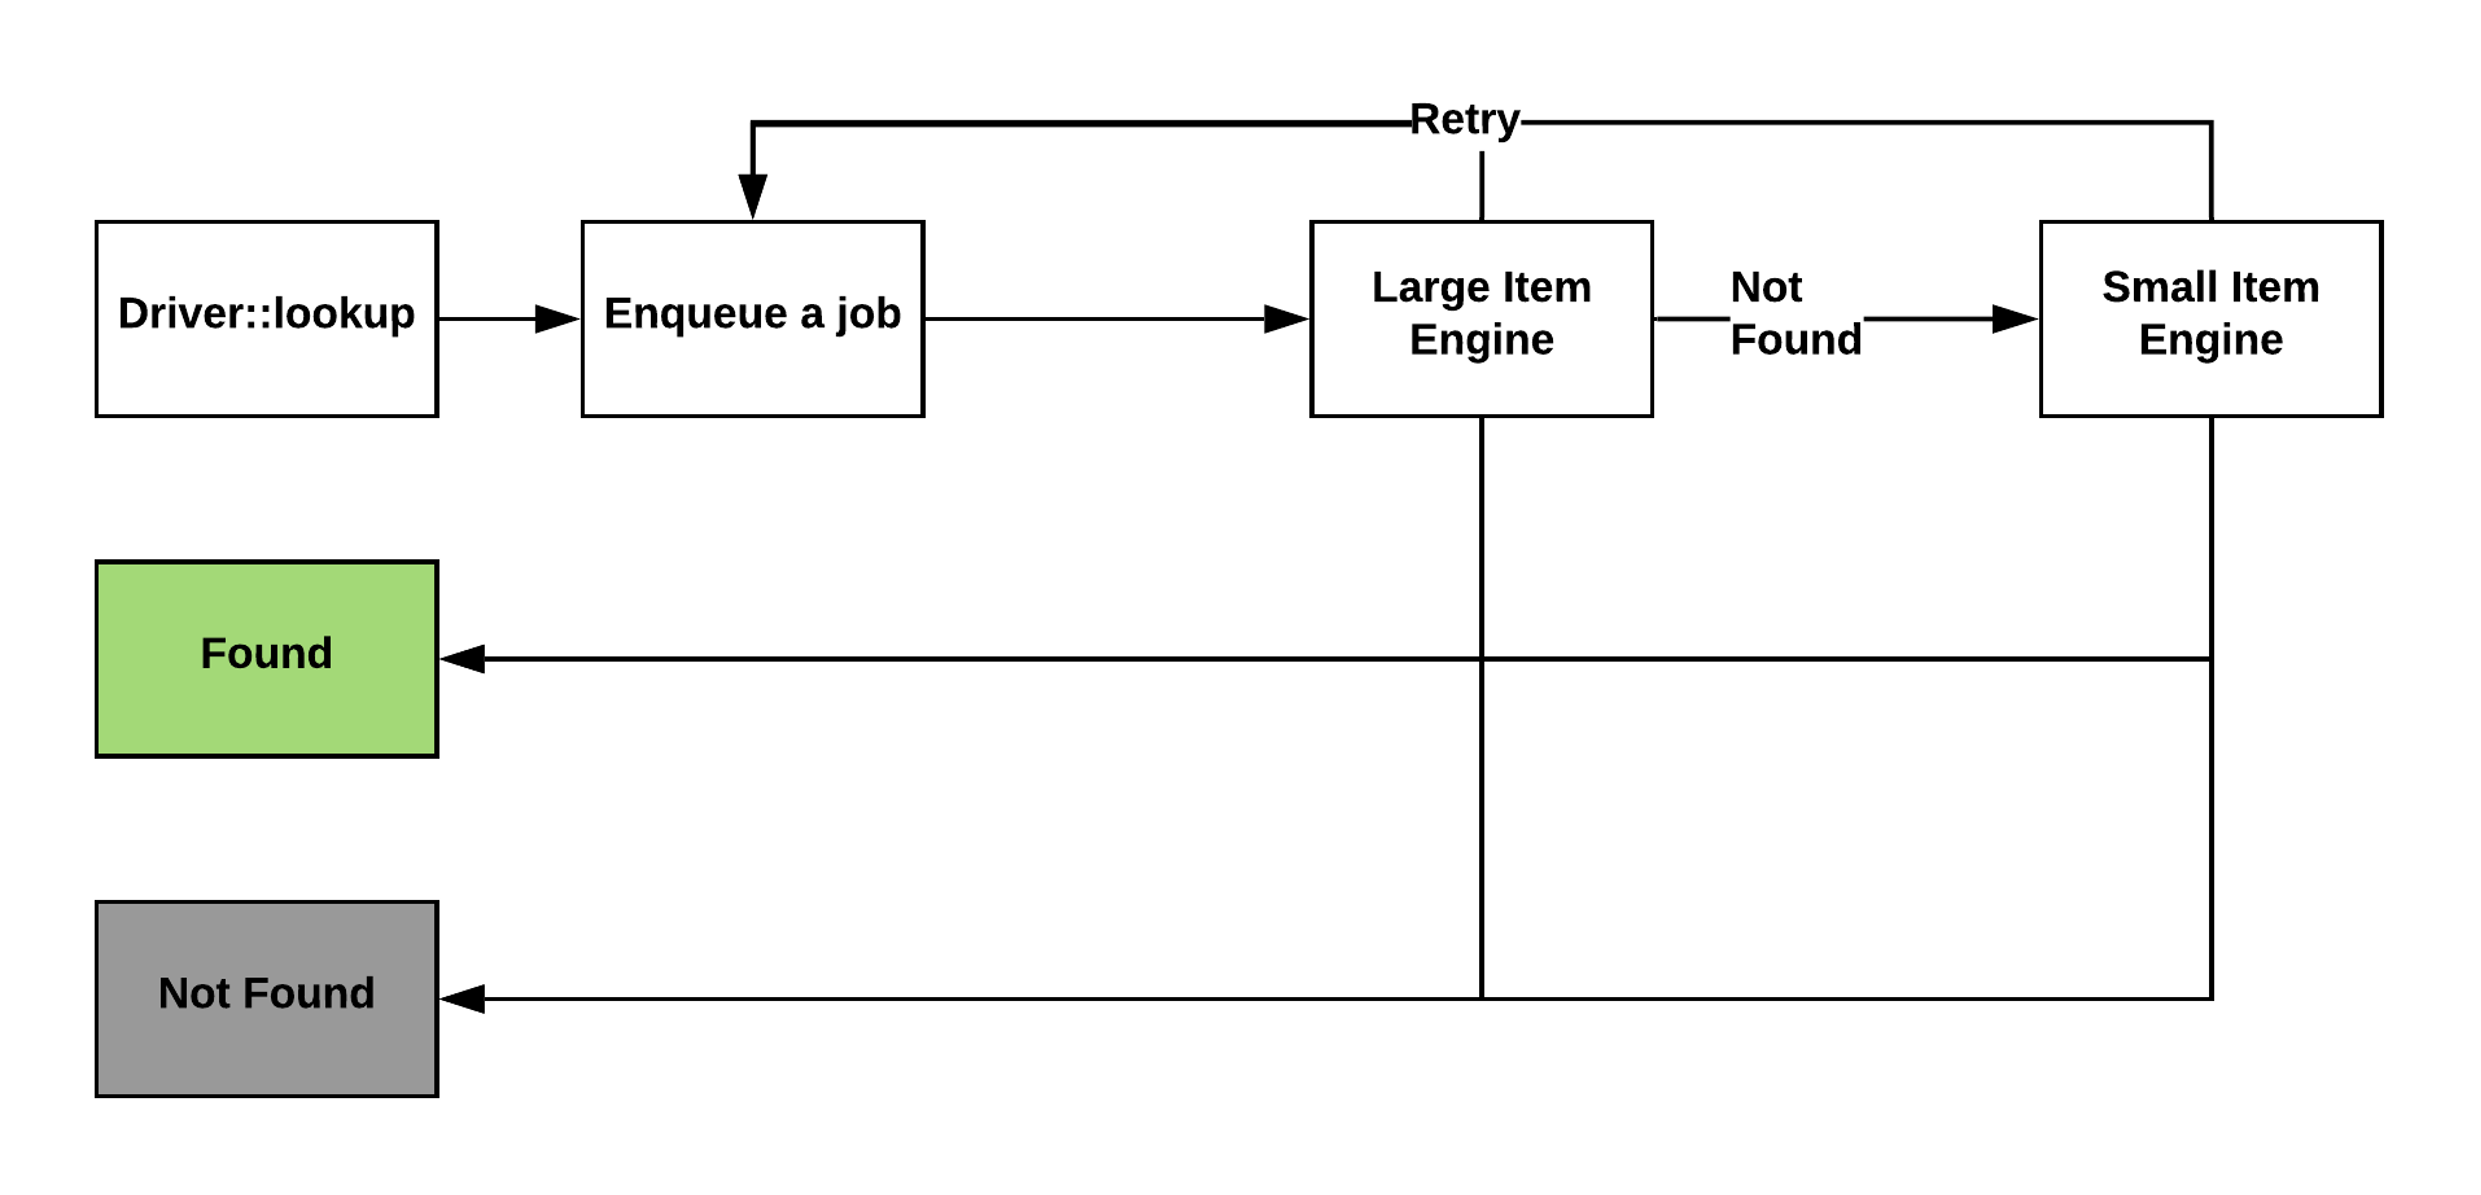 Retry
Driver::lookup
Enqueue a job
Large Item
Engine
Not
Found
Small Item
Engine
Found
Not Found